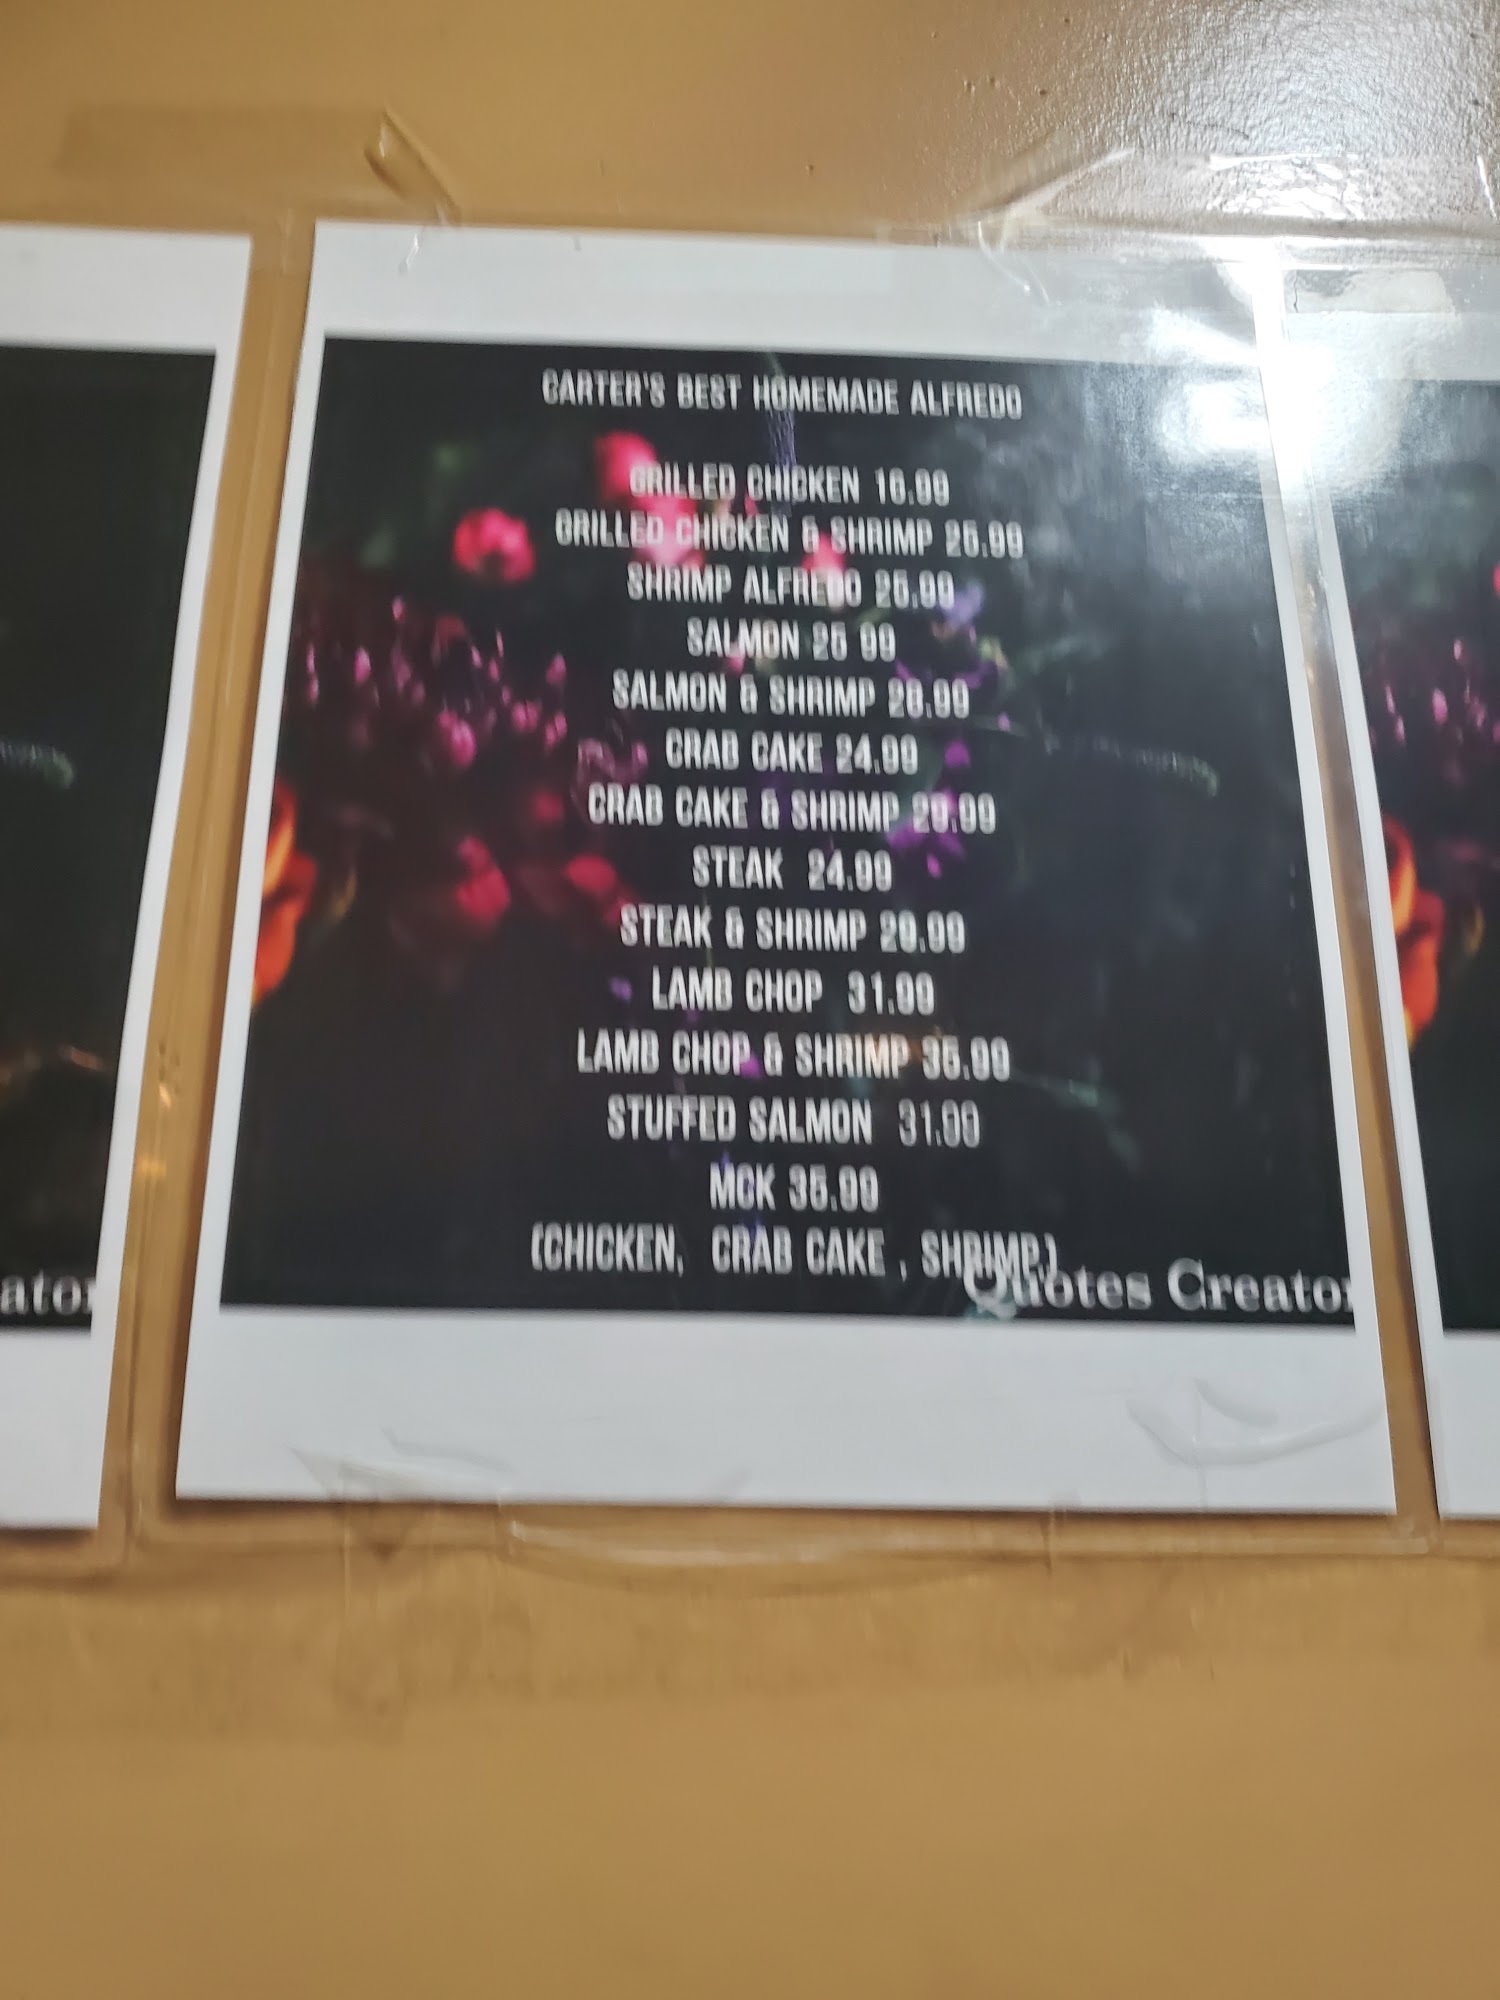 CARTER'S BEST HOMEMADE ALFREDO
GRILLED CHICKEN 16.99
GRILLED CHICKEN & SHRIMP 25.99
SHRIMP ALFREDO 25.99
SALMON 25 99
SALMON & SHRIMP
CRAB CAKE 24.99
CRAB CAKE & SHRIMP 29.99
STEAK 24.99
STEAK & SHRIMP 29.99
LAMB CHOP 31.99
LAMB CHOP & SHRIMP 35.99
STUFFED SALMON 31.99
MCK 35.99
(CHICKEN, CRAB CAKE , SHRIMP)
Quotes Creator
ator